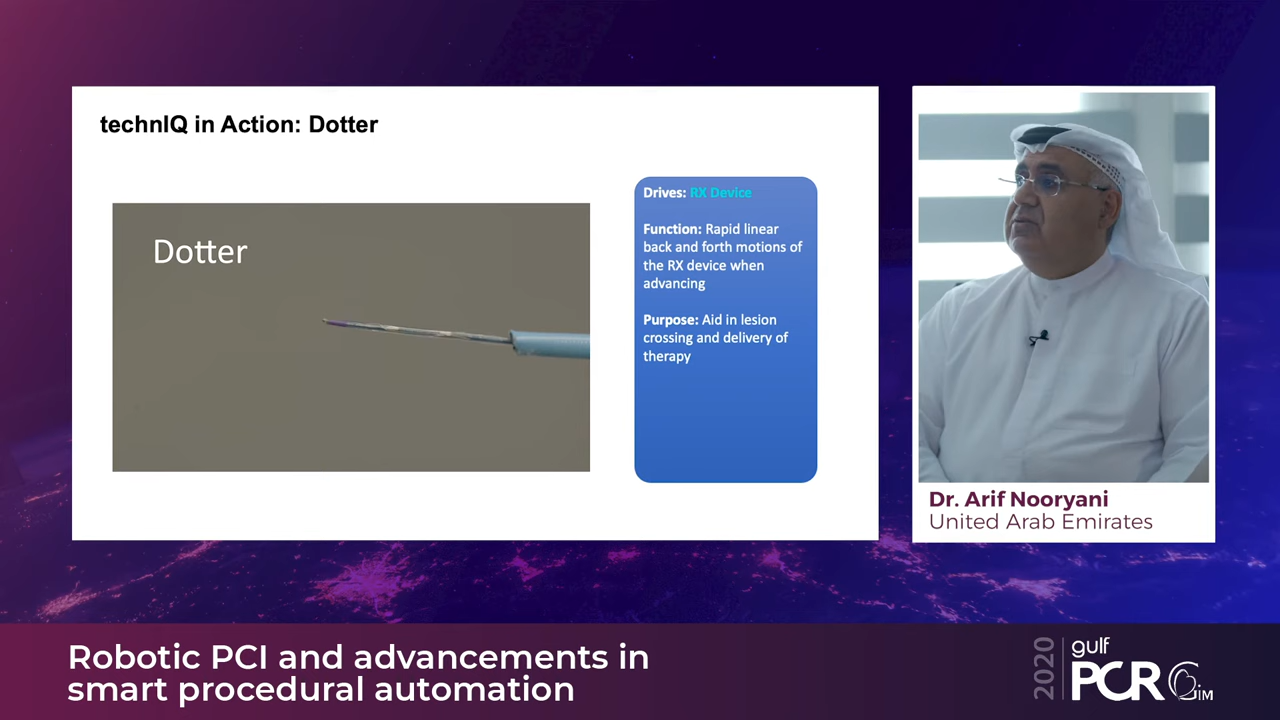 technIQ in Action: Dotter
Dotter
Drives: RX Device
Function: Rapid linear
back and forth motions of
the RX device when
advancing
Purpose: Aid in lesion
crossing and delivery of
therapy
Dr. Arif Nooryani
United Arab Emirates
Robotic PCI and advancements in
smart procedural automation
2020
gulf
PCR GIM